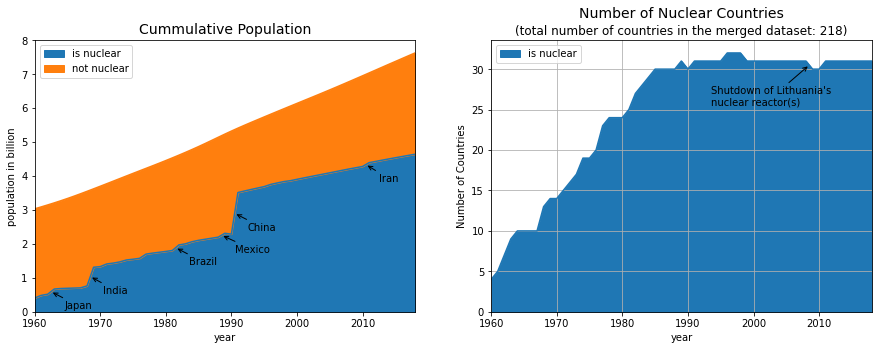 Cummulative Population
is nuclear
not nuclear
population in billion
8
7
6
5
4
3
2
1
0
Iran
China
Mexico
Brazil
India
Japan
1960
1970
1980
1990
2000
2010
year
Number of Nuclear Countries
(total number of countries in the merged dataset: 218)
is nuclear
Number of Countries
30
25
20
15
10
5
0
Shutdown of Lithuania's
nuclear reactor(s)
1960
1970
1980
1990
2000
2010
year